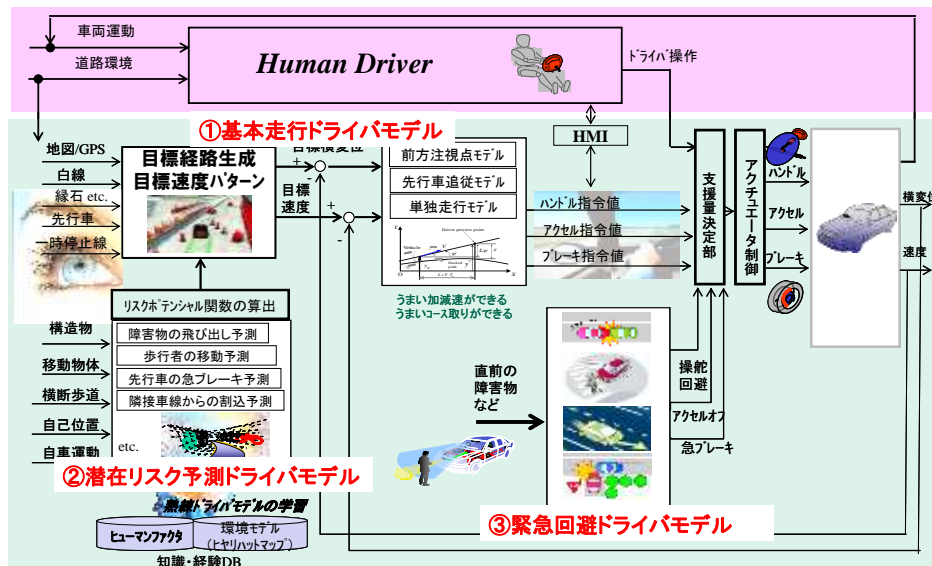 車両運動
道路環境
Human Driver
ドライバ操作
①基本走行ドライバモデル
HMI
地図/GPS
白線
縁石 etc.
先行車
一時停止線
目標経路生成
目標速度パターン
目標横変位
目標
速度
+
-
+
-
前方注視点モデル
先行車追従モデル
単独走行モデル
ハンドル指令値
アクセル指令値
ブレーキ指令値
うまい加減速ができる
うまいコース取りができる
支援量決定部
アクチュエータ制御
ハンドル
アクセル
ブレーキ
横変位
速度
リスクポテンシャル関数の算出
障害物の飛び出し予測
歩行者の移動予測
先行車の急ブレーキ予測
隣接車線からの割込予測
etc.
構造物
移動物体
横断歩道
自己位置
自車運動
②潜在リスク予測ドライバモデル
熟練ドライバモデルの学習
ヒューマンファクタ
環境モデル
(ヒヤリハットマップ)
知識・経験DB
直前の
障害物
など
操舵
回避
アクセルオフ
急ブレーキ
③緊急回避ドライバモデル